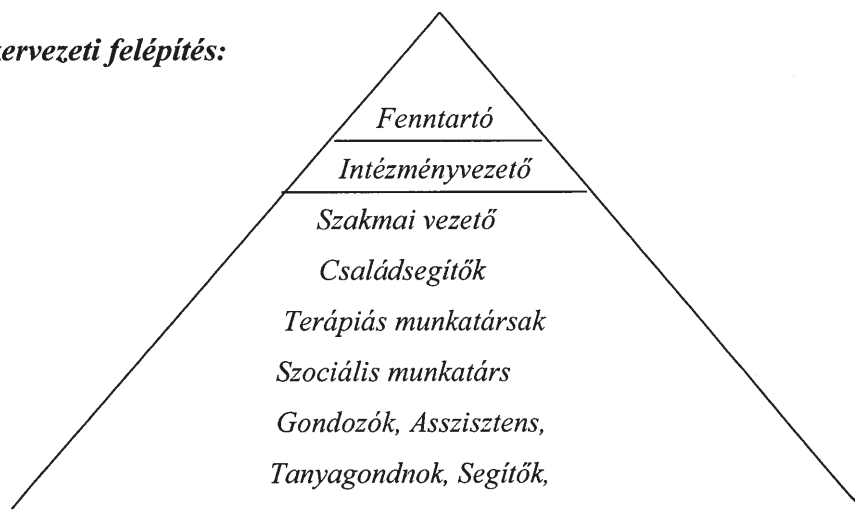 ervezeti felépítés:
Fenntartó
Intézményvezető
Szakmai vezető
Családsegítők
Terápiás munkatársak
Szociális munkatárs
Gondozók, Asszisztens,
Tanyagondnok, Segítők,